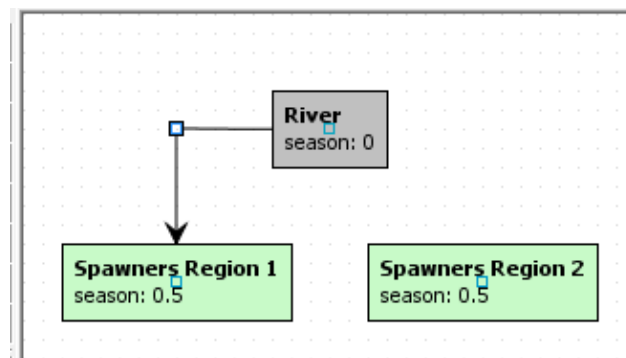 River
season: 0
Spawners Region 1
season: 0.5
Spawners Region 2
season: 0.5